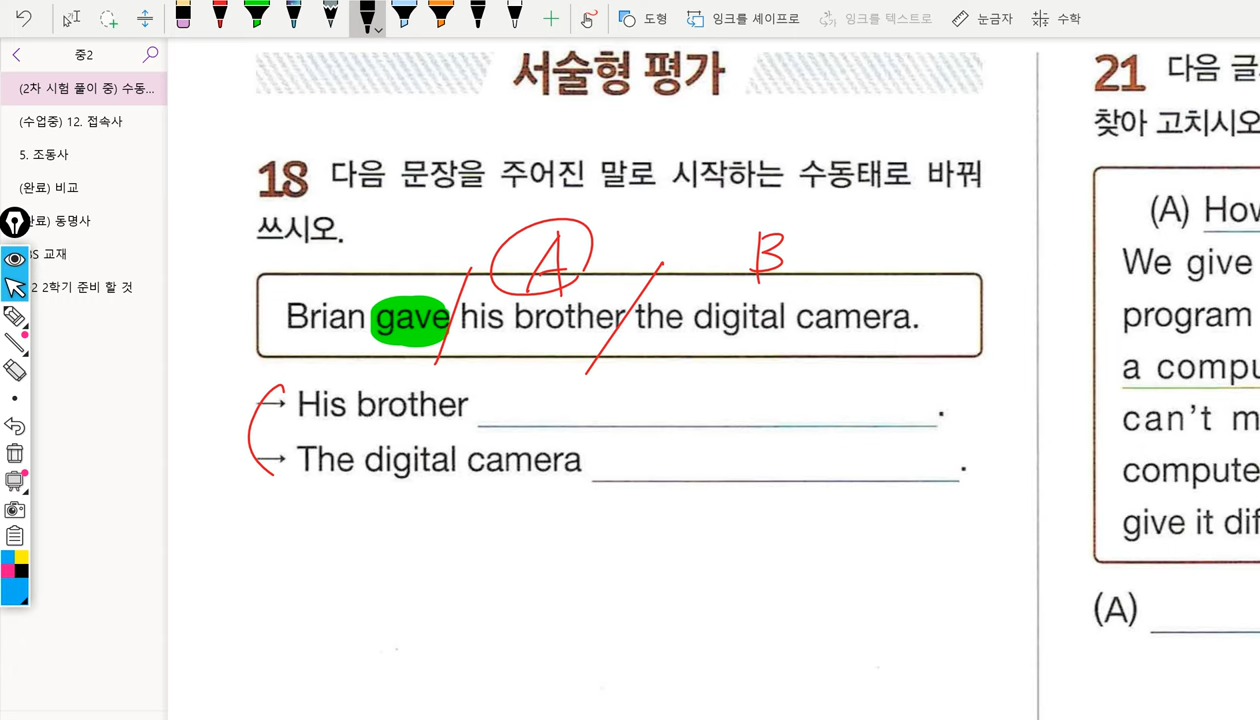 도형
잉크를 셰이프로
잉크를 텍스트로
눈금자
수학
중2
(2차 시험 풀이 중) 수동...
(수업중) 12. 접속사
5. 조동사
(완료) 비교
완료) 동명사
BS 교재
2 2학기 준비 할 것
서술형 평가
18 다음 문장을 주어진 말로 시작하는 수동태로 바꿔
쓰시오.
A B
Brian gave his brother the digital camera.
→ His brother .
→ The digital camera .
21 다음 글
찾아 고치시오
(A) How
We give
program
a compu
can't m
compute
give it dif
(A)